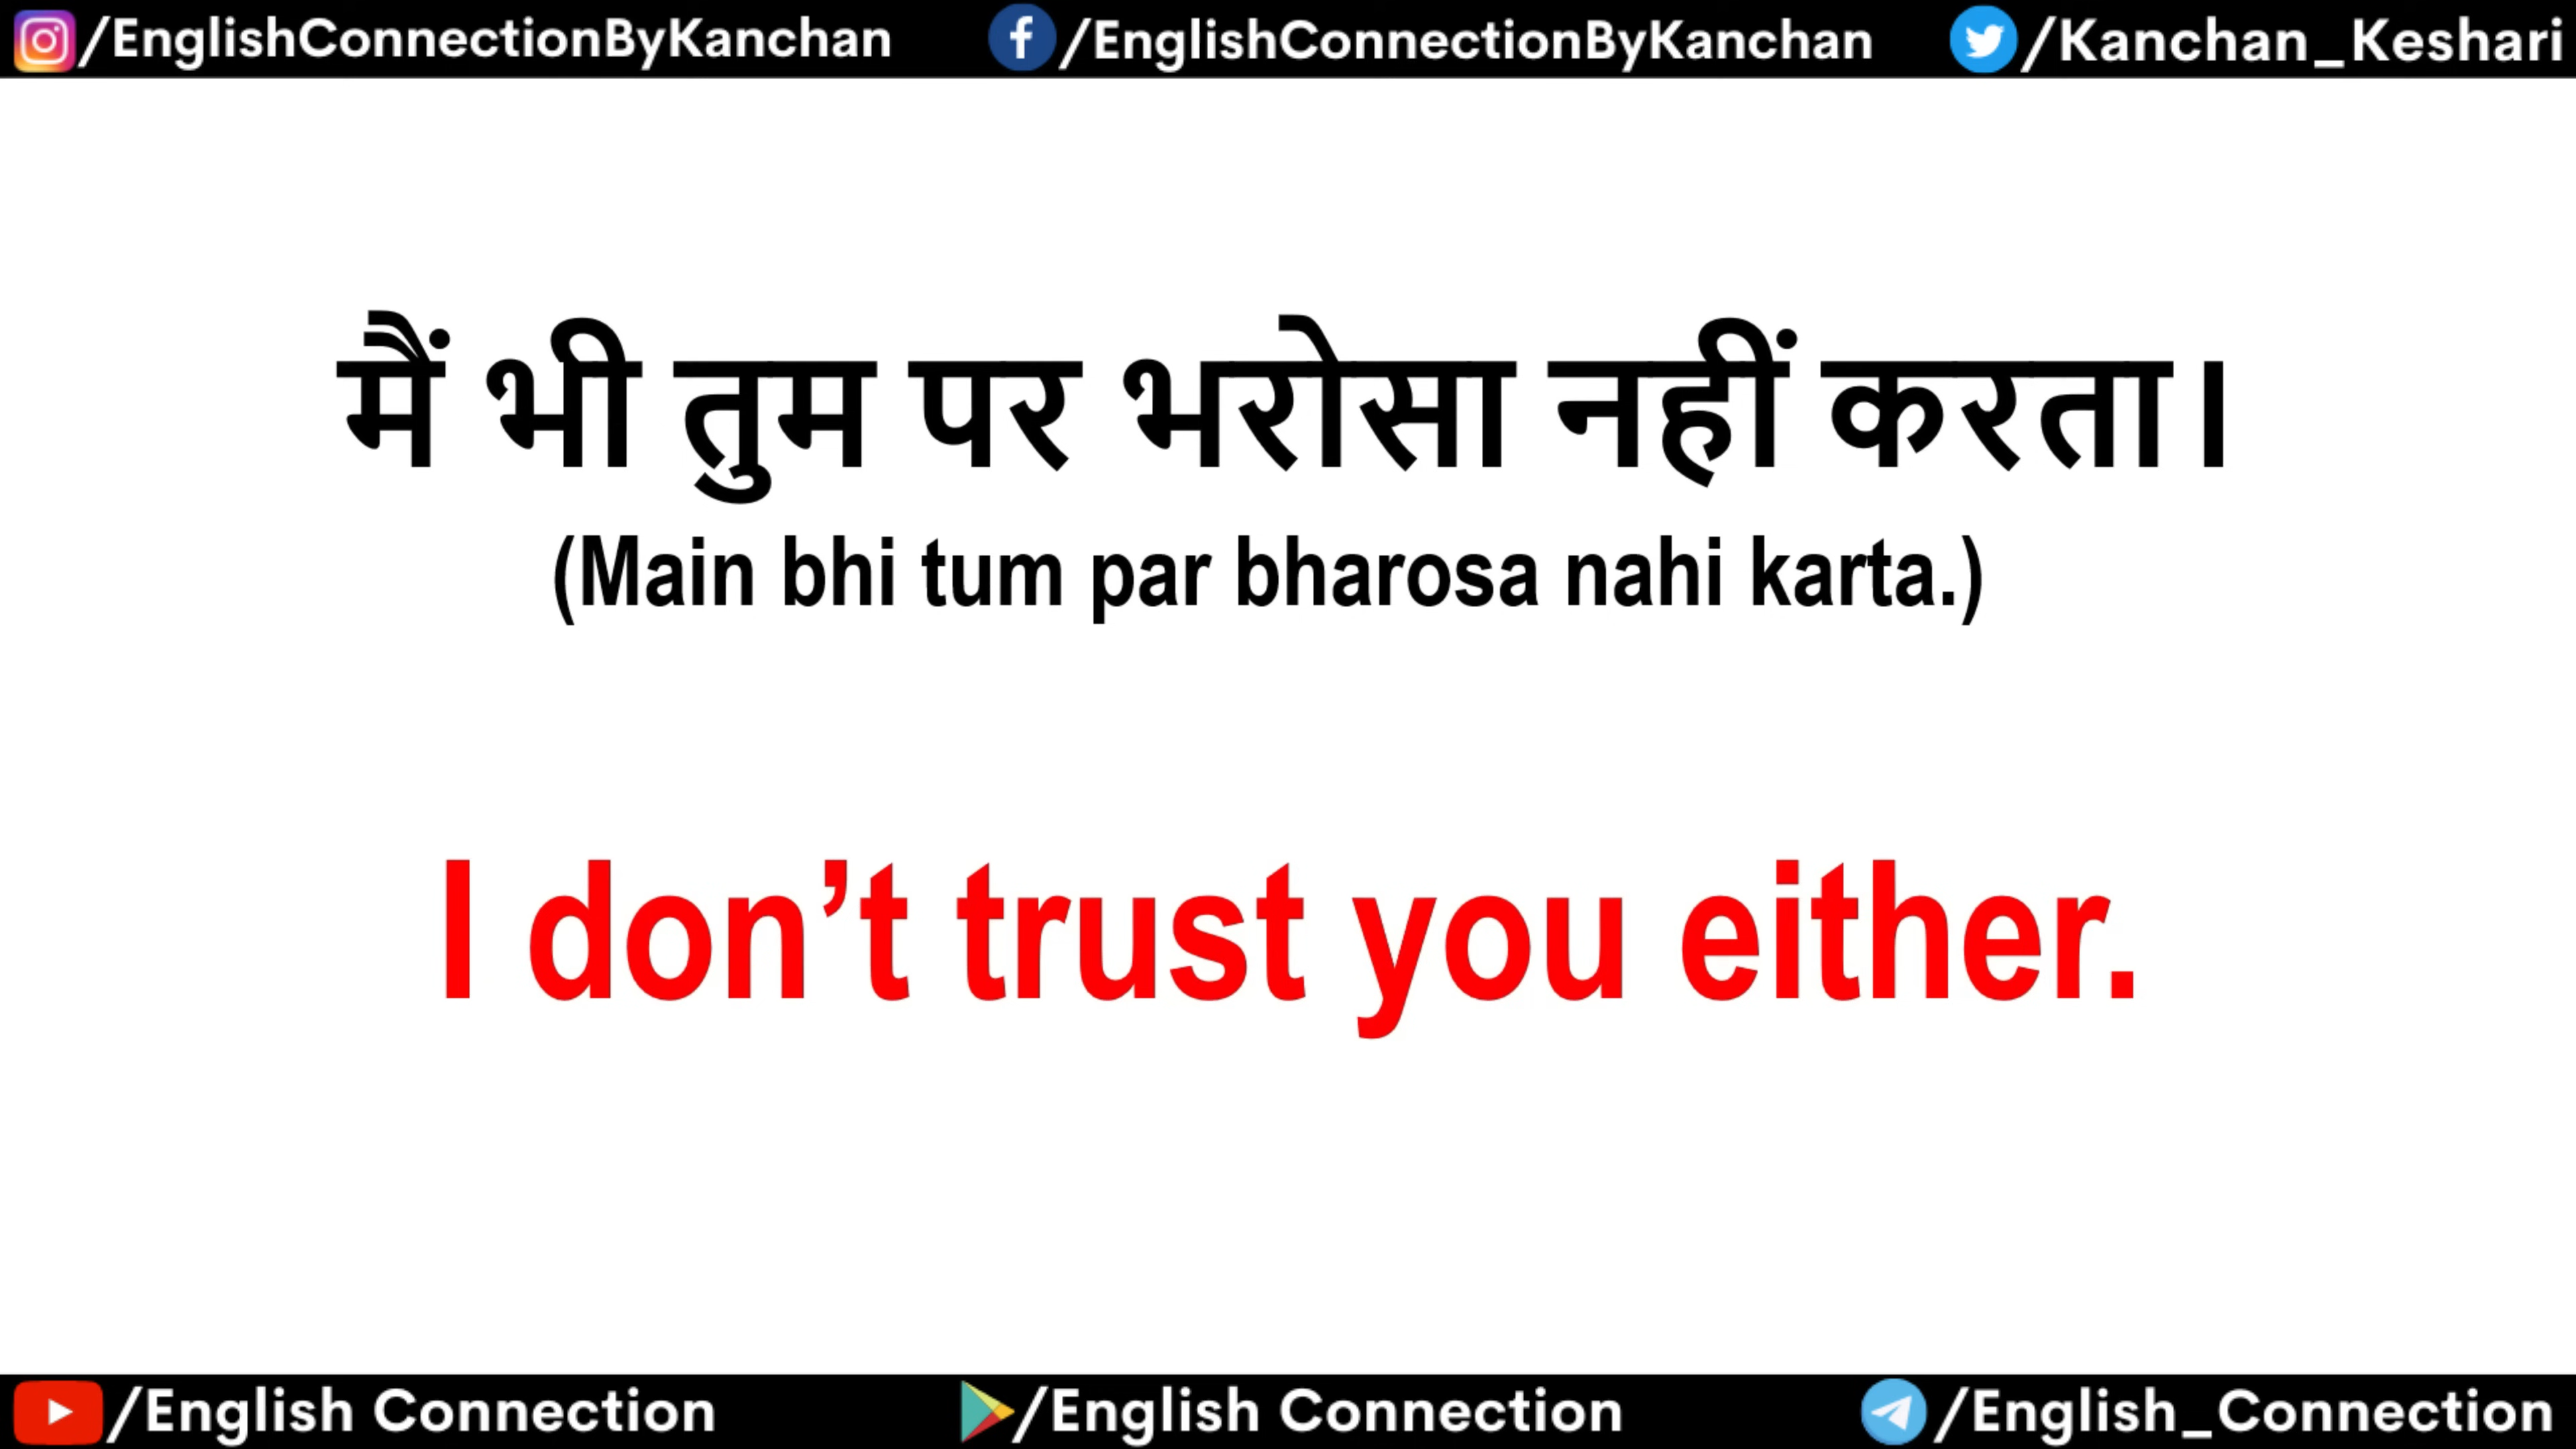 /EnglishConnectionByKanchan /EnglishConnectionByKanchan /Kanchan_Keshari
मैं भी तुम पर भरोसा नहीं करता।
(Main bhi tum par bharosa nahi karta.)
I don’t trust you either.
/English Connection /English Connection /English_Connection